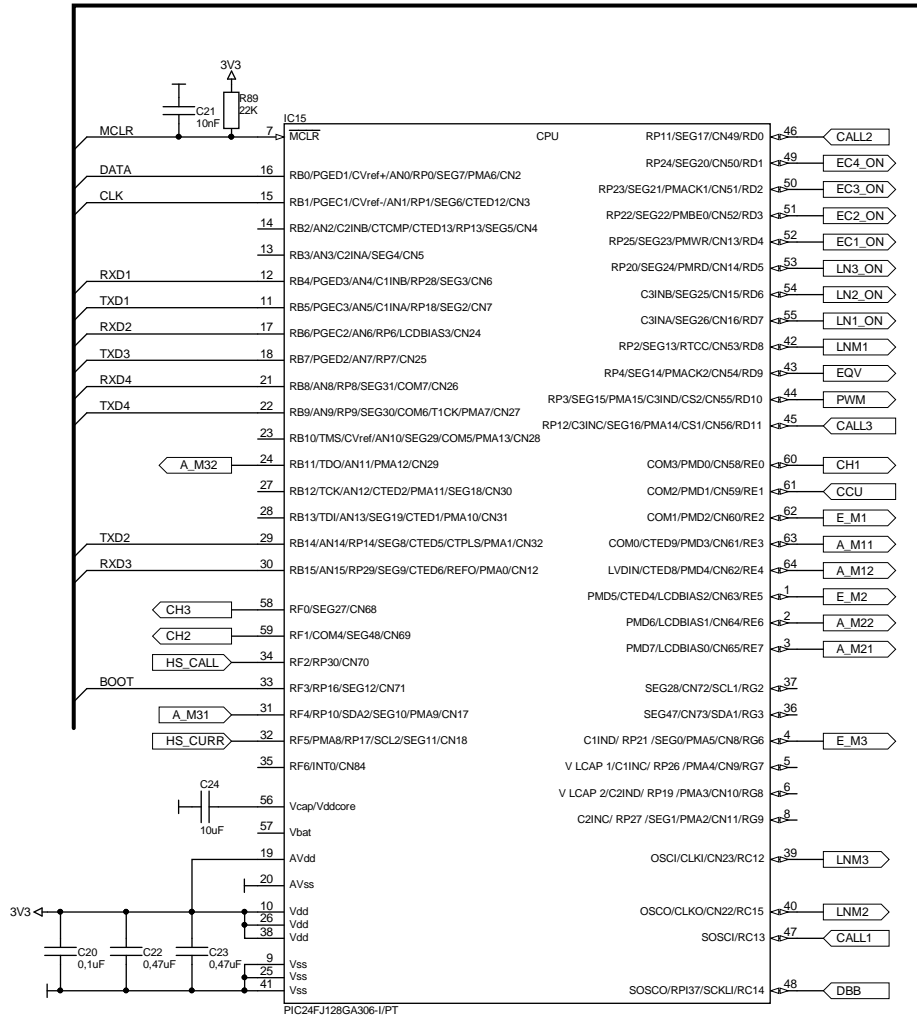 3V3
R89
22K
C21
10nF
IC15
CPU
MCLR 7 MCLR
DATA 16 RB0/PGED1/CVref+/AN0/RP0/SEG7/PMA6/CN2
CLK 15 RB1/PGEC1/CVref-/AN1/RP1/SEG6/CTED12/CN3
14 RB2/AN2/C2INB/CTCMP/CTED13/RP13/SEG5/CN4
13 RB3/AN3/C2INA/SEG4/CN5
RXD1 12 RB4/PGED3/AN4/C1INB/RP28/SEG3/CN6
TXD1 11 RB5/PGEC3/AN5/C1INA/RP18/SEG2/CN7
RXD2 17 RB6/PGEC2/AN6/RP6/LCDBIAS3/CN24
TXD3 18 RB7/PGED2/AN7/RP7/CN25
RXD4 21 RB8/AN8/RP8/SEG31/COM7/CN26
TXD4 22 RB9/AN9/RP9/SEG30/COM6/T1CK/PMA7/CN27
23 RB10/TMS/CVref/AN10/SEG29/COM5/PMA13/CN28
A_M32 24 RB11/TDO/AN11/PMA12/CN29
27 RB12/TCK/AN12/CTED2/PMA11/SEG18/CN30
28 RB13/TDI/AN13/SEG19/CTED1/PMA10/CN31
TXD2 29 RB14/AN14/RP14/SEG8/CTED5/CTPLS/PMA1/CN32
RXD3 30 RB15/AN15/RP29/SEG9/CTED6/REFO/PMA0/CN12
CH3 58 RF0/SEG27/CN68
CH2 59 RF1/COM4/SEG48/CN69
HS_CALL 34 RF2/RP30/CN70
BOOT 33 RF3/RP16/SEG12/CN71
A_M31 31 RF4/RP10/SDA2/SEG10/PMA9/CN17
HS_CURR 32 RF5/PMA8/RP17/SCL2/SEG11/CN18
35 RF6/INT0/CN84
C24
10uF
56 Vcap/Vddcore
57 Vbat
19 AVdd
20 AVss
3V3
10 Vdd
26 Vdd
38 Vdd
C20
0,1uF
C22
0,47uF
C23
0,47uF
9 Vss
25 Vss
41 Vss
RP11/SEG17/CN49/RD0 46 CALL2
RP24/SEG20/CN50/RD1 49 EC4_ON
RP23/SEG21/PMACK1/CN51/RD2 50 EC3_ON
RP22/SEG22/PMBE0/CN52/RD3 51 EC2_ON
RP25/SEG23/PMWR/CN13/RD4 52 EC1_ON
RP20/SEG24/PMRD/CN14/RD5 53 LN3_ON
C3INB/SEG25/CN15/RD6 54 LN2_ON
C3INA/SEG26/CN16/RD7 55 LN1_ON
RP2/SEG13/RTCC/CN53/RD8 42 LNM1
RP4/SEG14/PMACK2/CN54/RD9 43 EQV
RP3/SEG15/PMA15/C3IND/CS2/CN55/RD10 44 PWM
RP12/C3INC/SEG16/PMA14/CS1/CN56/RD11 45 CALL3
COM3/PMD0/CN58/RE0 60 CH1
COM2/PMD1/CN59/RE1 61 CCU
COM1/PMD2/CN60/RE2 62 E_M1
COM0/CTED9/PMD3/CN61/RE3 63 A_M11
LVDIN/CTED8/PMD4/CN62/RE4 64 A_M12
PMD5/CTED4/LCDBIAS2/CN63/RE5 1 E_M2
PMD6/LCDBIAS1/CN64/RE6 2 A_M22
PMD7/LCDBIAS0/CN65/RE7 3 A_M21
SEG28/CN72/SCL1/RG2 37
SEG47/CN73/SDA1/RG3 36
C1IND/ RP21 /SEG0/PMA5/CN8/RG6 4 E_M3
V LCAP 1/C1INC/ RP26 /PMA4/CN9/RG7 5
V LCAP 2/C2IND/ RP19 /PMA3/CN10/RG8 6
C2INC/ RP27 /SEG1/PMA2/CN11/RG9 8
OSCI/CLKI/CN23/RC12 39 LNM3
OSCO/CLKO/CN22/RC15 40 LNM2
SOSCI/RC13 47 CALL1
SOSCO/RPI37/SCKLI/RC14 48 DBB
PIC24FJ128GA306-I/PT